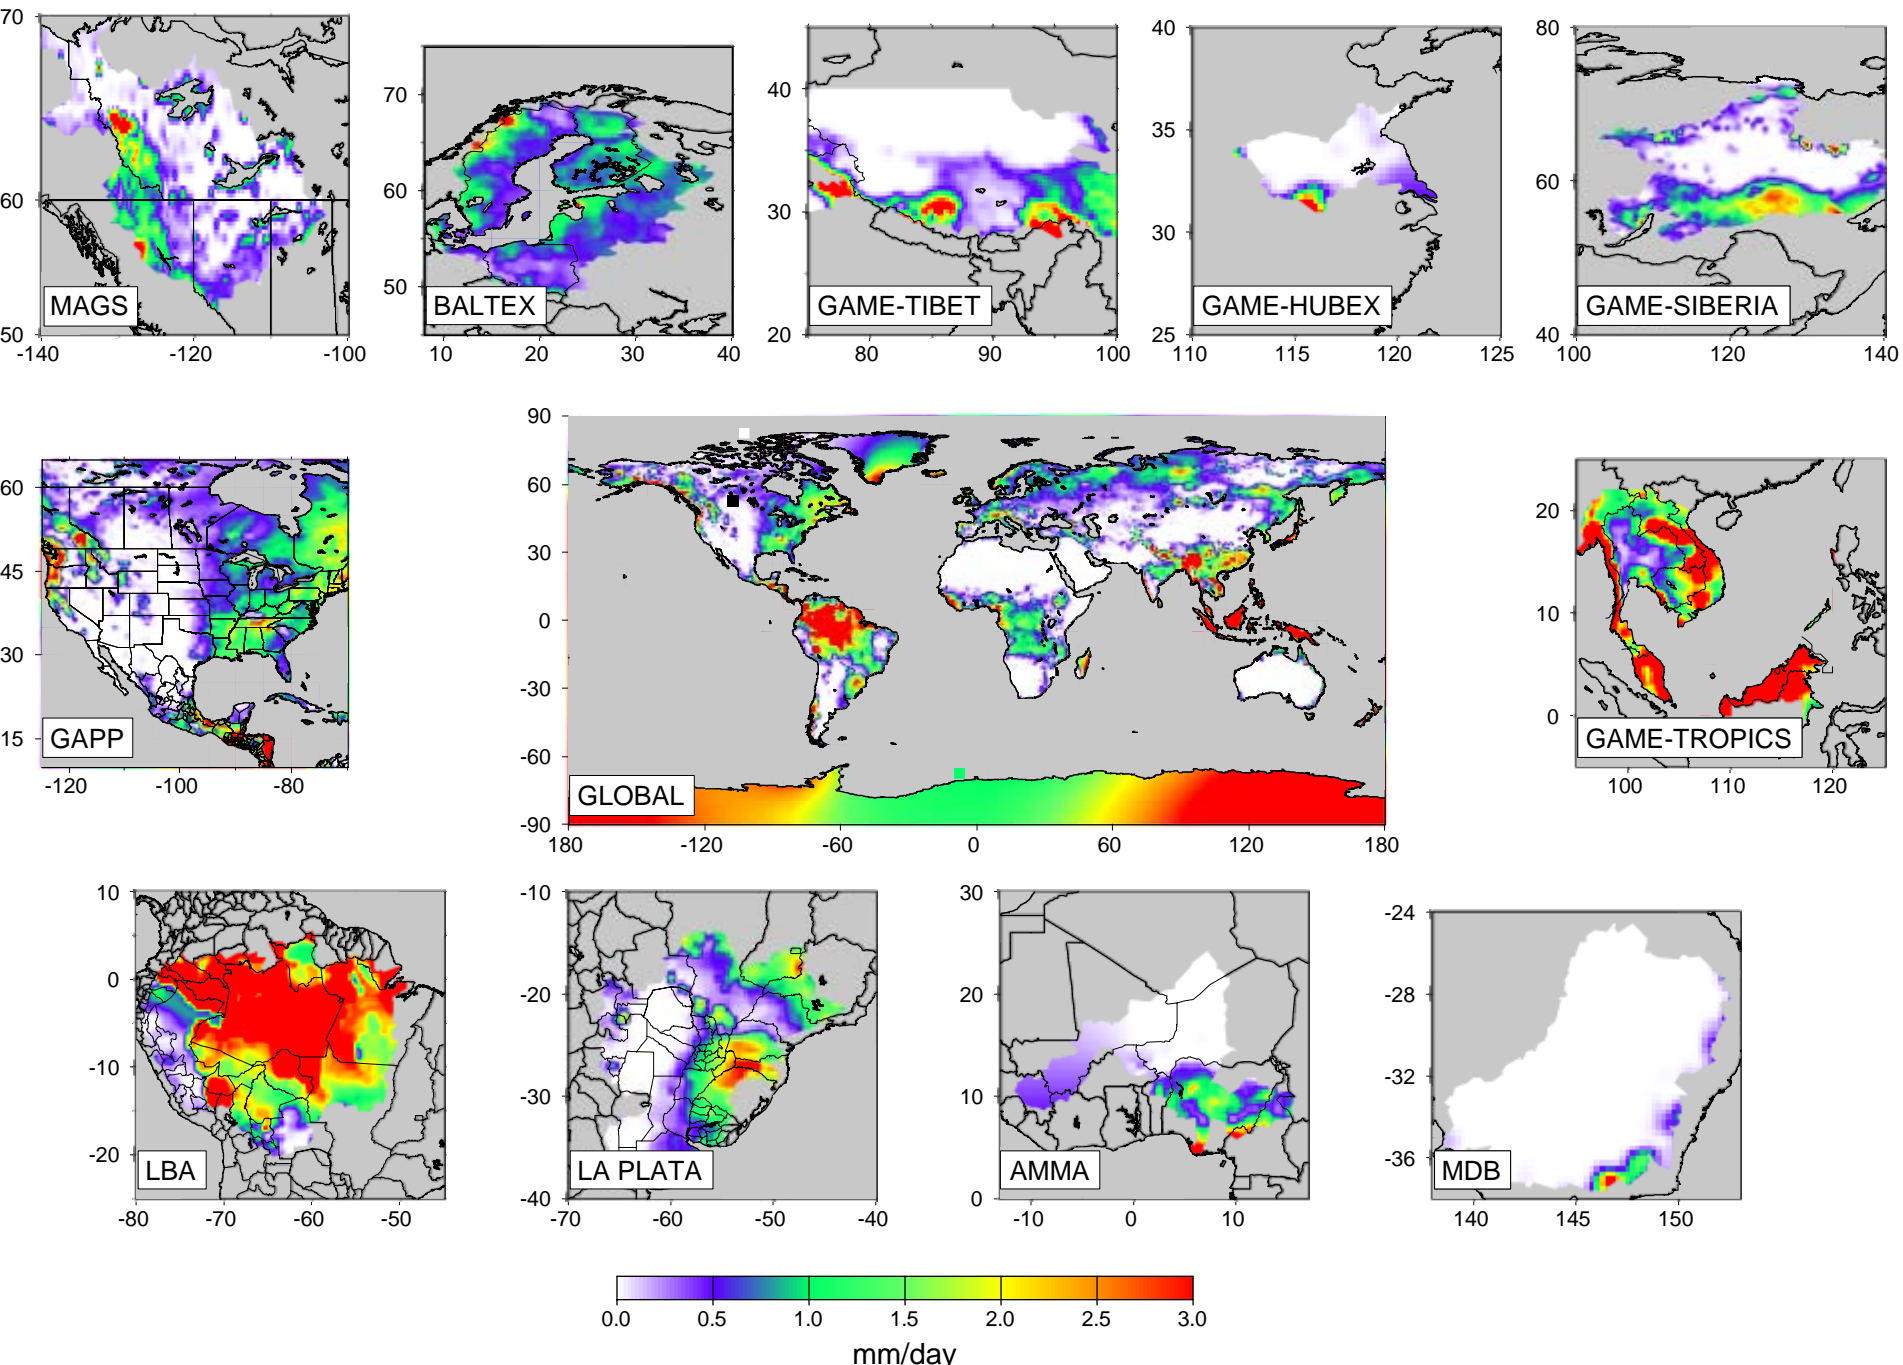 70
60
50
-140 -120 -100
MAGS
70
60
50
10 20 30 40
BALTEX
40
30
20
80 90 100
GAME-TIBET
40
35
30
25
110 115 120 125
GAME-HUBEX
80
60
40
100 120 140
GAME-SIBERIA
60
45
30
15
-120 -100 -80
GAPP
90
60
30
0
-30
-60
-90
180 -120 -60 0 60 120 180
GLOBAL
20
10
0
100 110 120
GAME-TROPICS
10
0
-10
-20
-80 -70 -60 -50
LBA
-10
-20
-30
-40
-70 -60 -50 -40
LA PLATA
30
20
10
0
-10 0 10
AMMA
-24
-28
-32
-36
140 145 150
MDB
0.0 0.5 1.0 1.5 2.0 2.5 3.0
mm/day